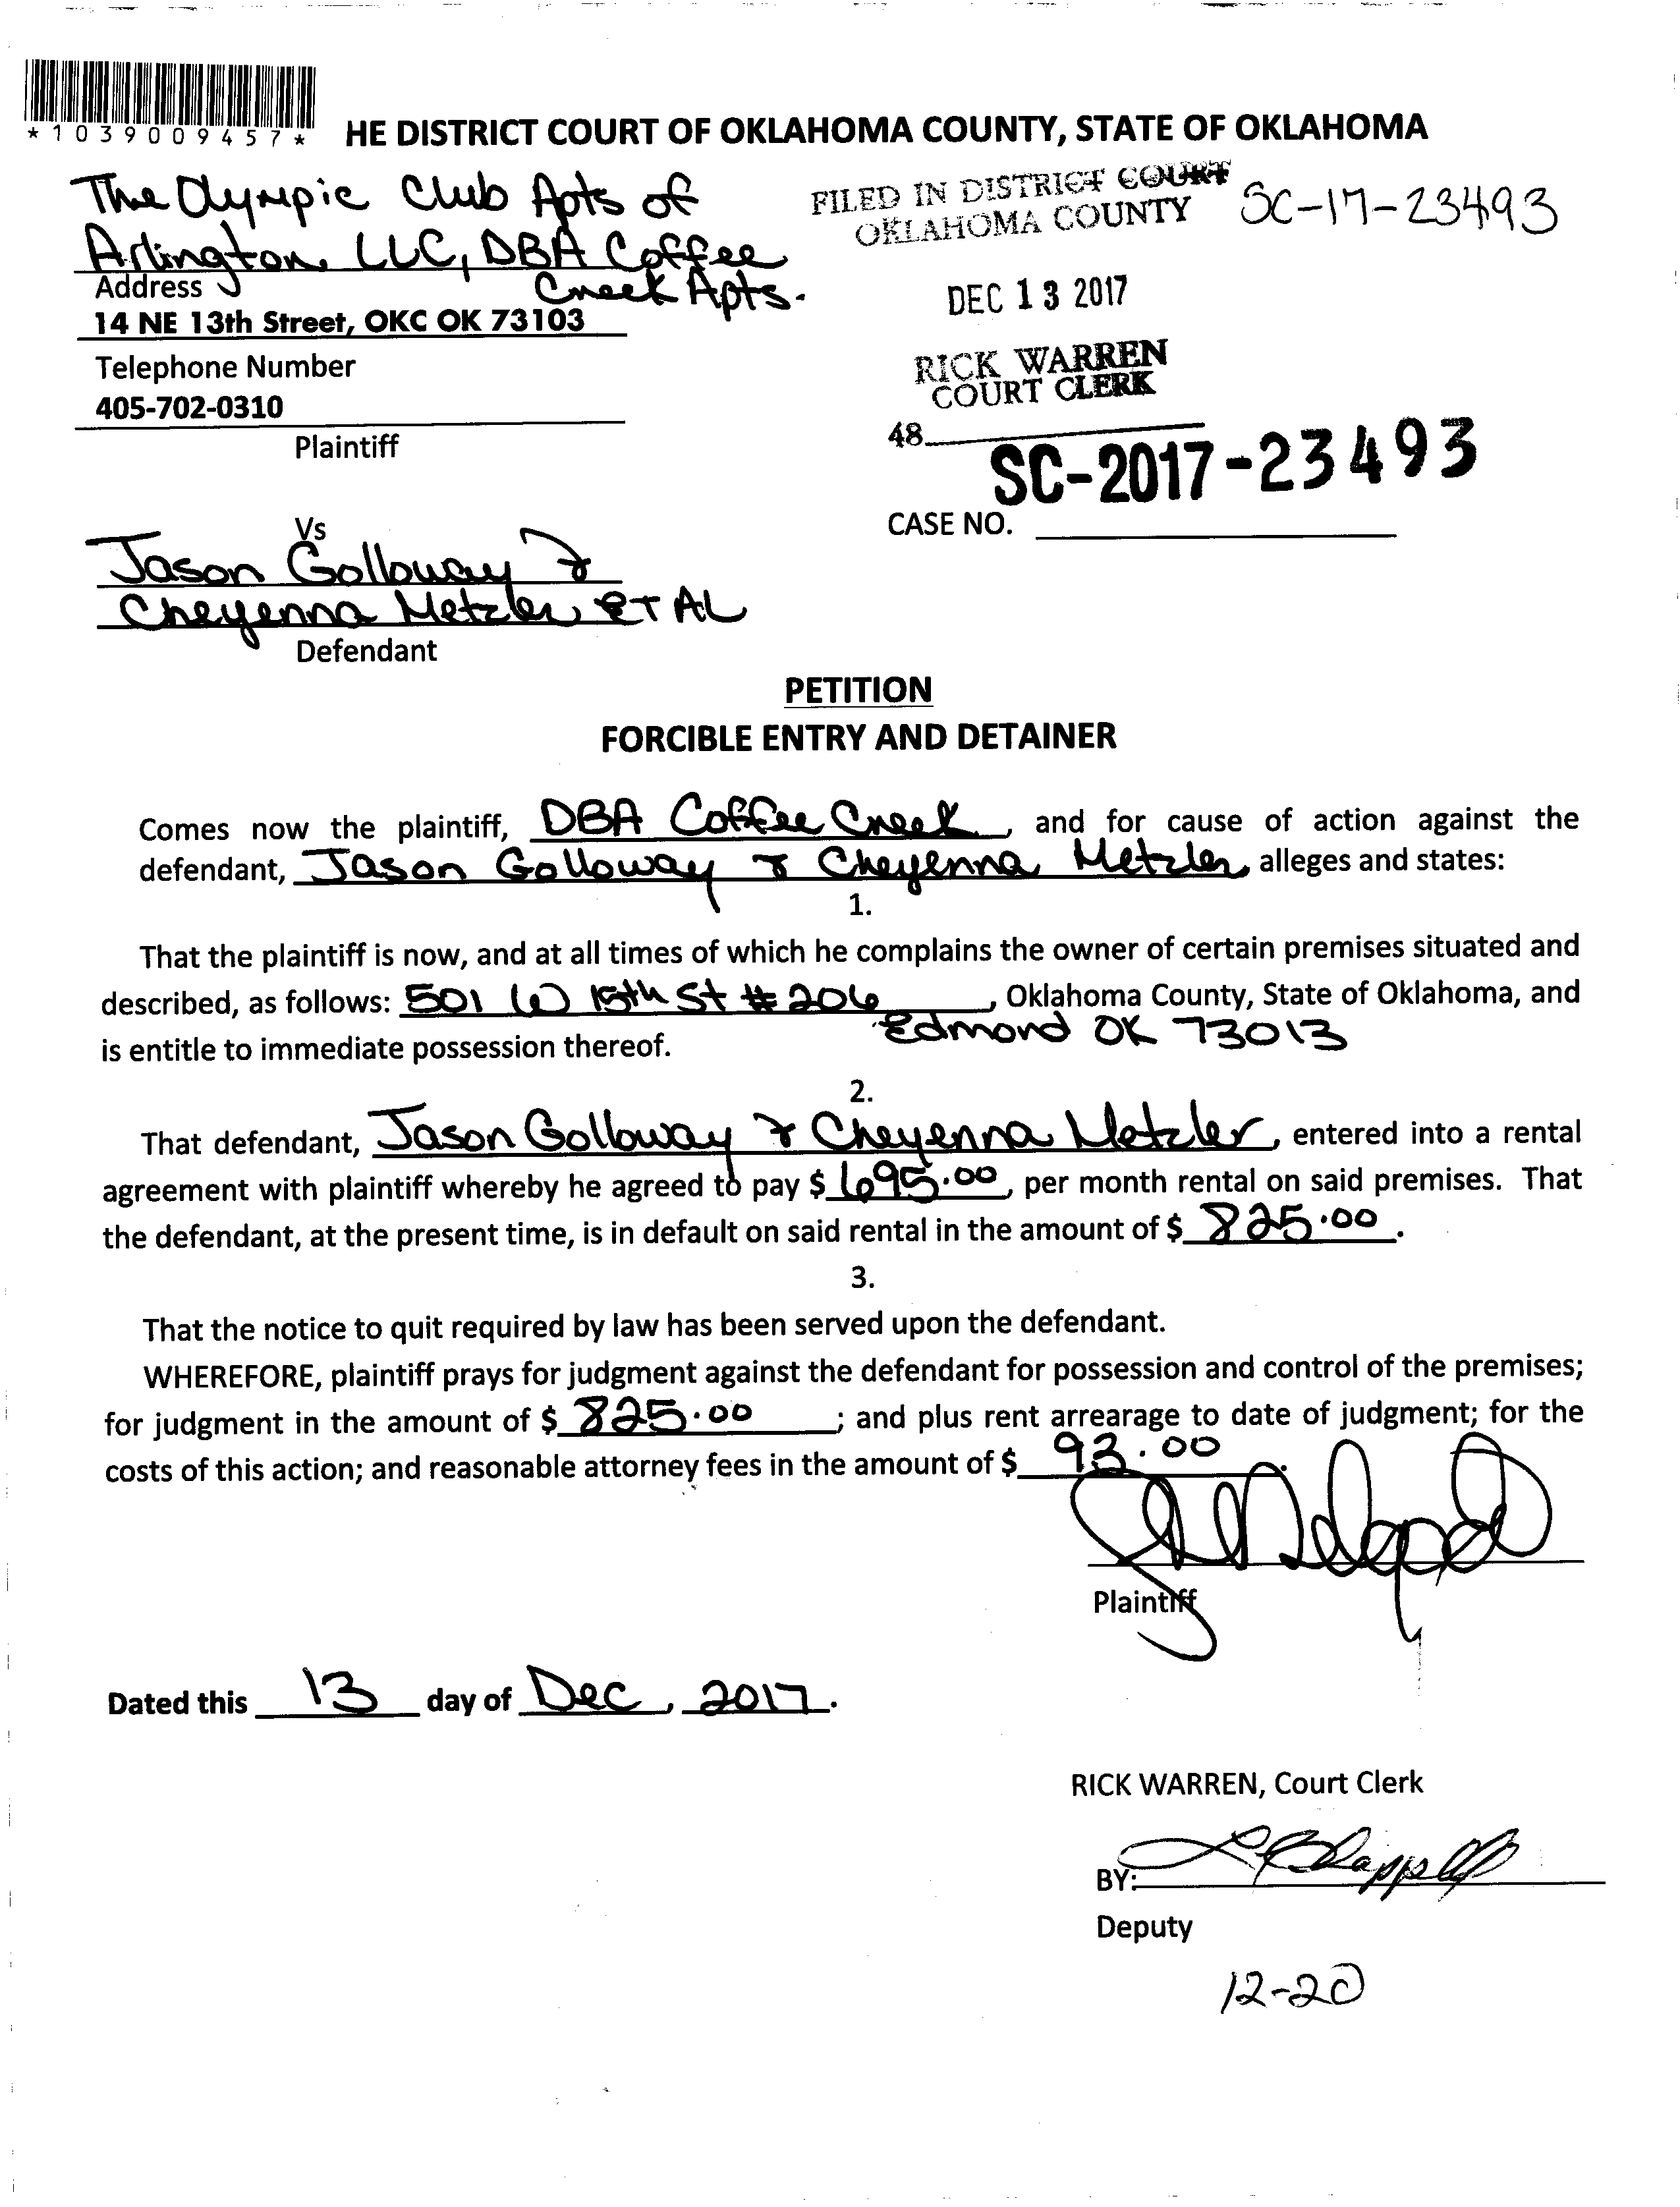 *1039009457*
HE DISTRICT COURT OF OKLAHOMA COUNTY, STATE OF OKLAHOMA
The Olympic Club Apts of
Arlington, LLC, DBA Coffee
Creek Apts.
Address
14 NE 13th Street, OKC OK 73103
Telephone Number
405-702-0310
Plaintiff
FILED IN DISTRICT COURT
OKLAHOMA COUNTY
SC-17-23493
DEC 13 2017
RICK WARREN
COURT CLERK
48
SC-2017-23493
CASE NO.
Vs
Jason Golloway &
Cheyenna Metzler ET AL
Defendant
PETITION
FORCIBLE ENTRY AND DETAINER
Comes now the plaintiff, DBA Coffee Creek, and for cause of action against the
defendant, Jason Golloway & Cheyenna Metzler, alleges and states:
1.
That the plaintiff is now, and at all times of which he complains the owner of certain premises situated and
described, as follows: 501 W 15th St # 206, Oklahoma County, State of Oklahoma, and
Edmond OK 73013
is entitle to immediate possession thereof.
2.
That defendant, Jason Golloway & Cheyenna Metzler, entered into a rental
agreement with plaintiff whereby he agreed to pay $ 695.00, per month rental on said premises. That
the defendant, at the present time, is in default on said rental in the amount of $ 825.00.
3.
That the notice to quit required by law has been served upon the defendant.
WHEREFORE, plaintiff prays for judgment against the defendant for possession and control of the premises;
for judgment in the amount of $ 825.00; and plus rent arrearage to date of judgment; for the
costs of this action; and reasonable attorney fees in the amount of $ 93.00.
Plaintiff
Dated this 13 day of Dec, 2017.
RICK WARREN, Court Clerk
BY:
Deputy
12-20